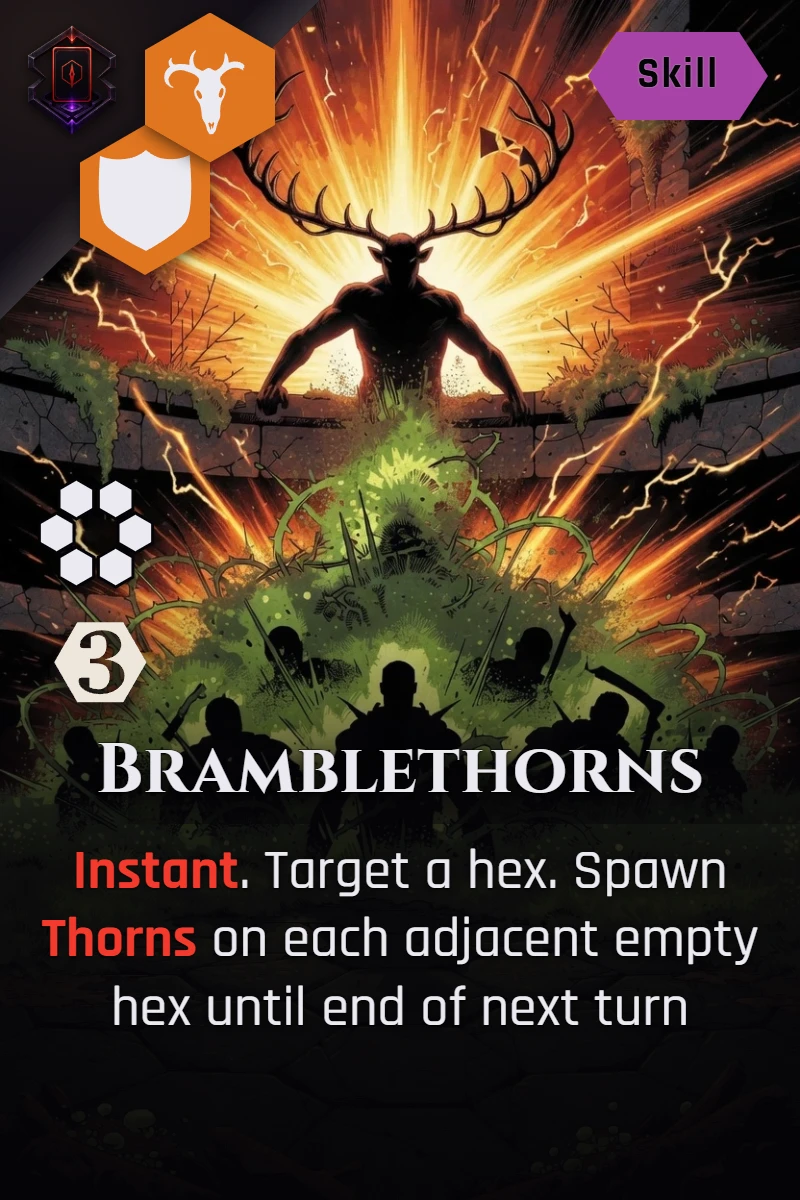 Skill
3
Bramblethorns
Instant. Target a hex. Spawn
Thorns on each adjacent empty
hex until end of next turn